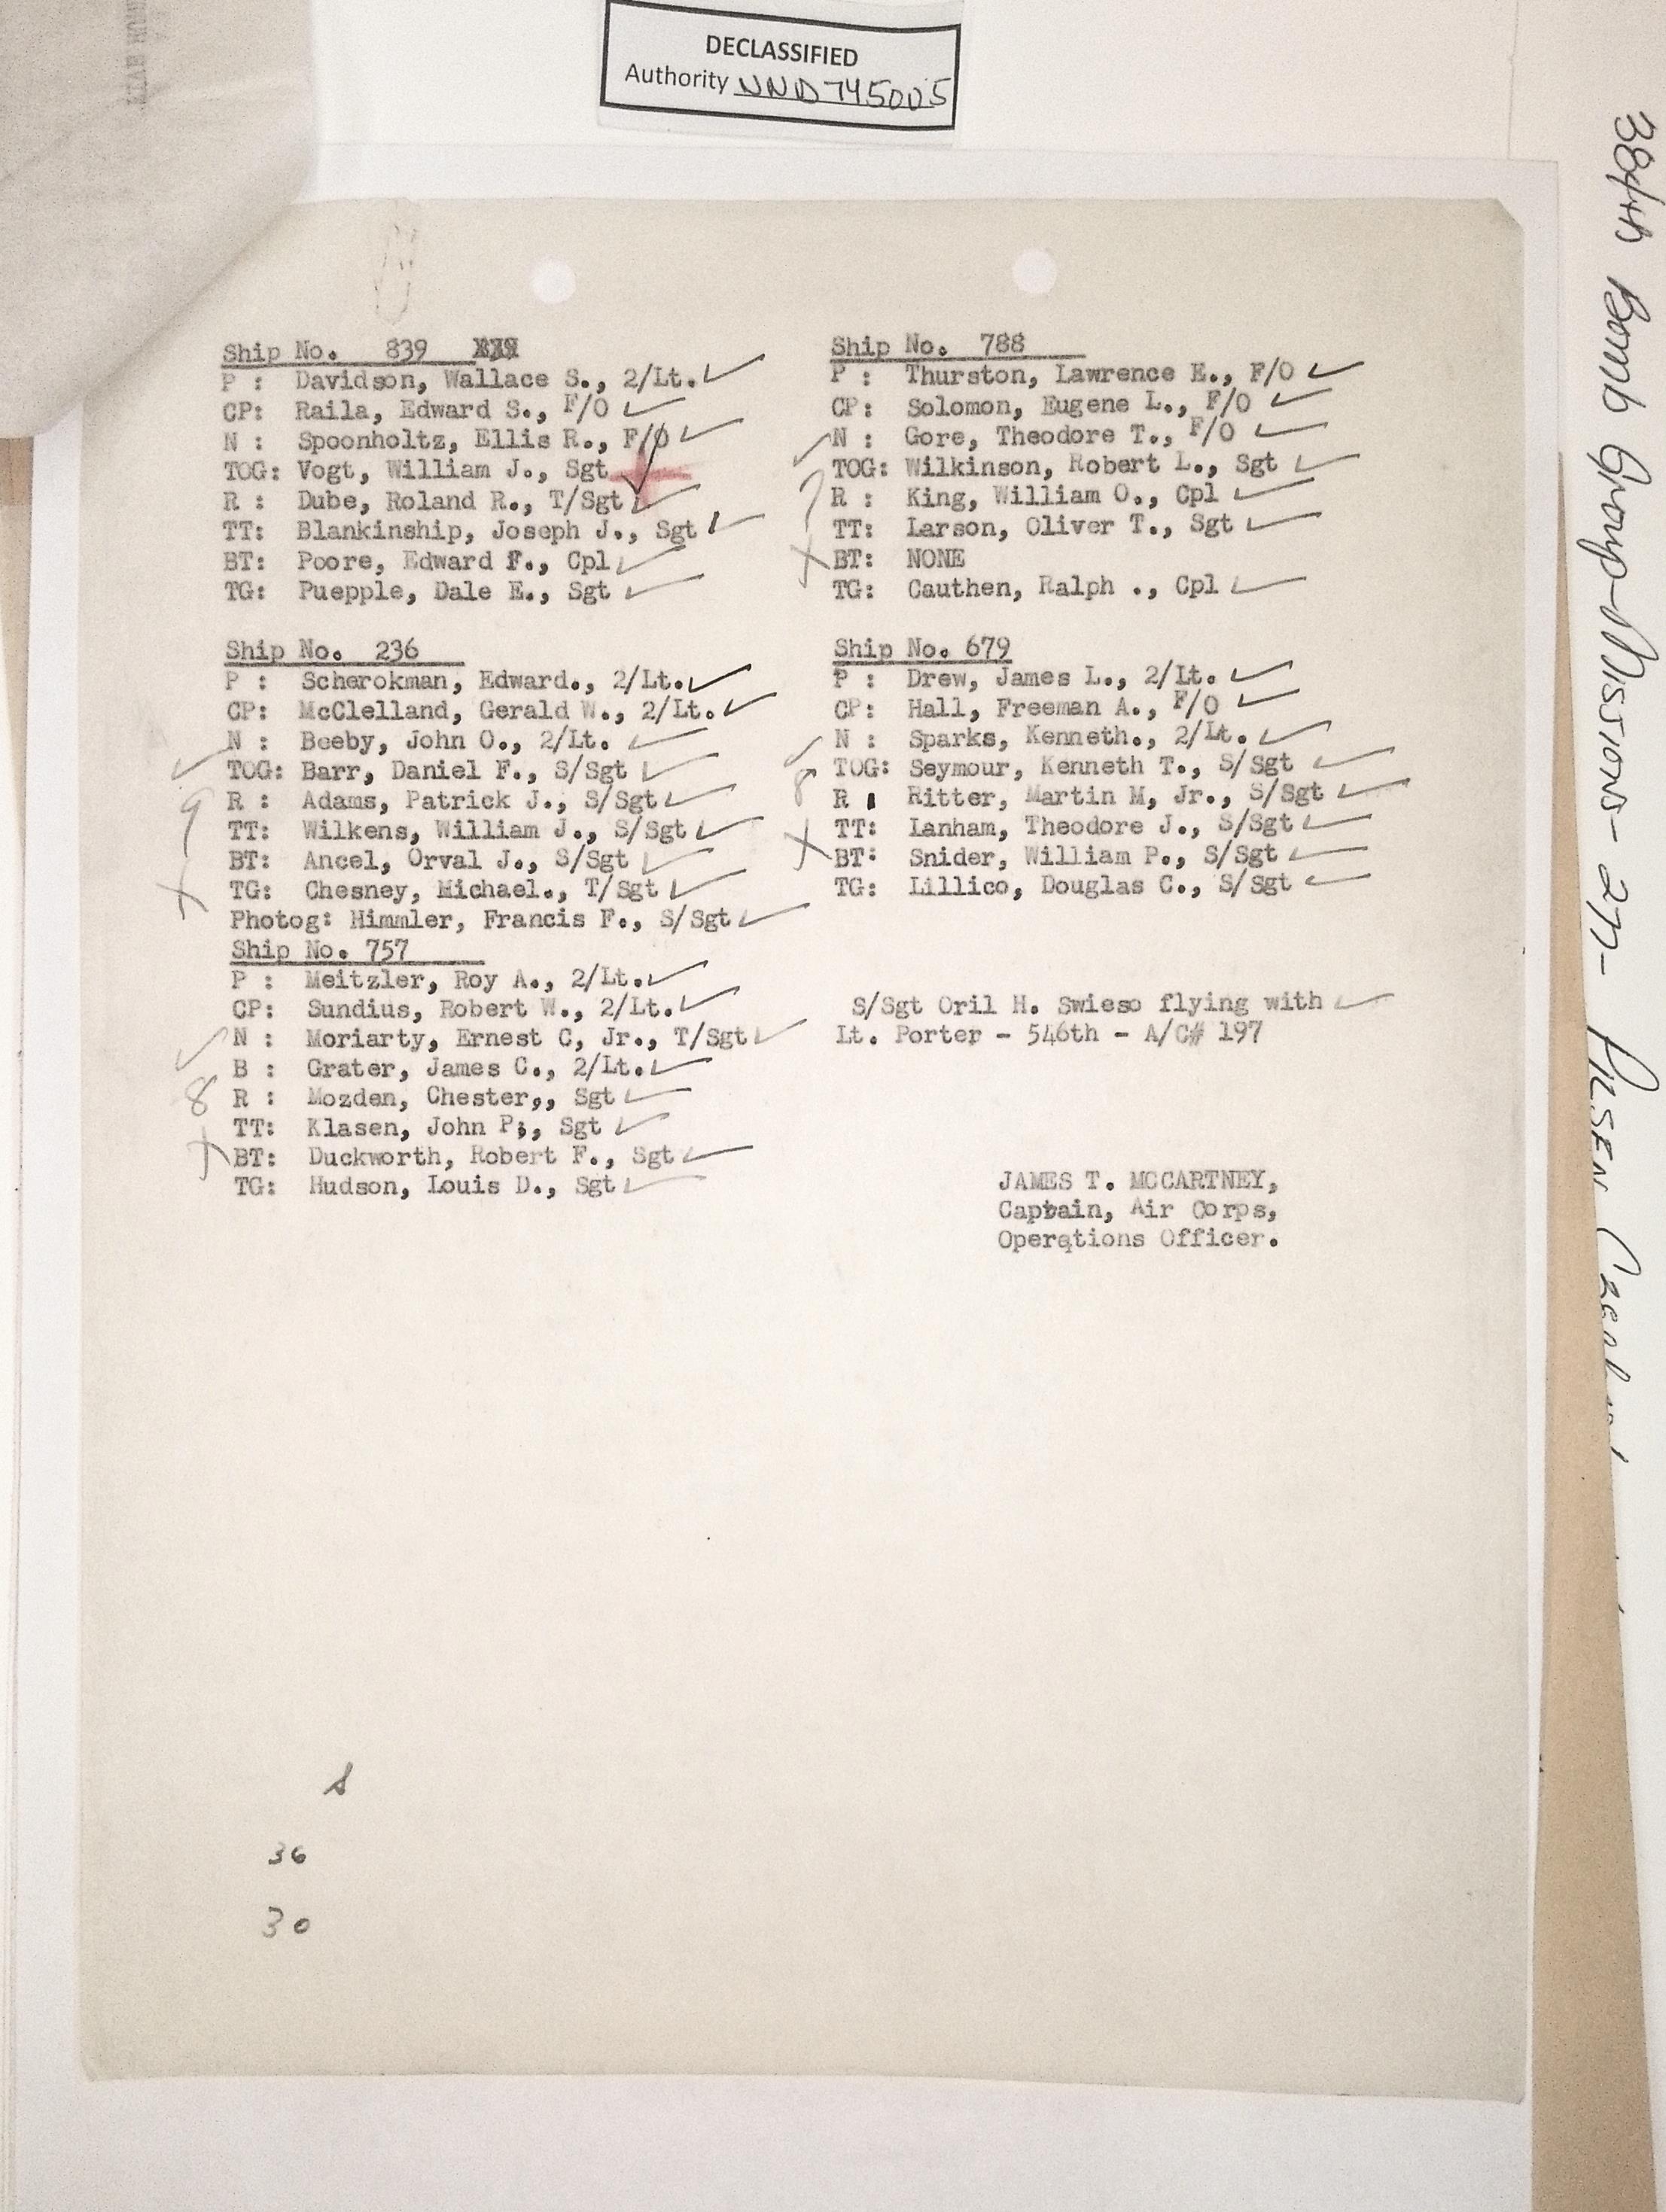 DECLASSIFIED
Authority NND 745005
384th Bomb Group-Missions- 277- Pilsen
Ship No. 839
P : Davidson, Wallace S., 2/Lt. ✓
CP: Raila, Edward S., F/O ✓
N : Spoonholtz, Ellis R., F/O ✓
TOG: Vogt, William J., Sgt ✓
R : Dube, Roland R., T/Sgt ✓
TT: Blankinship, Joseph J., Sgt ✓
BT: Poore, Edward F., Cpl ✓
TG: Puepple, Dale E., Sgt ✓
Ship No. 788
P : Thurston, Lawrence E., F/O ✓
CP: Solomon, Eugene L., F/O ✓
N : Gore, Theodore T., F/O ✓
TOG: Wilkinson, Robert L., Sgt ✓
R : King, William O., Cpl ✓
TT: Larson, Oliver T., Sgt ✓
BT: NONE
TG: Cauthen, Ralph ., Cpl ✓
Ship No. 236
P : Scherokman, Edward., 2/Lt. ✓
CP: McClelland, Gerald W., 2/Lt. ✓
N : Beeby, John O., 2/Lt. ✓
TOG: Barr, Daniel F., S/Sgt ✓
9 R : Adams, Patrick J., S/Sgt ✓
TT: Wilkens, William J., S/Sgt ✓
BT: Ancel, Orval J., S/Sgt ✓
TG: Chesney, Michael., T/Sgt ✓
Photog: Himmler, Francis F., S/Sgt ✓
Ship No. 679
P : Drew, James L., 2/Lt. ✓
CP: Hall, Freeman A., F/O ✓
N : Sparks, Kenneth., 2/Lt. ✓
TOG: Seymour, Kenneth T., S/Sgt ✓
8 R : Ritter, Martin M, Jr., S/Sgt ✓
TT: Lanham, Theodore J., S/Sgt ✓
BT: Snider, William P., S/Sgt ✓
TG: Lillico, Douglas C., S/Sgt ✓
Ship No. 757
P : Meitzler, Roy A., 2/Lt. ✓
CP: Sundius, Robert W., 2/Lt. ✓
N : Moriarty, Ernest C, Jr., T/Sgt ✓
B : Grater, James C., 2/Lt. ✓
8 R : Mozden, Chester,, Sgt ✓
TT: Klasen, John P;, Sgt ✓
BT: Duckworth, Robert F., Sgt ✓
TG: Hudson, Louis D., Sgt ✓
S/Sgt Oril H. Swieso flying with ✓
Lt. Porter - 546th - A/C# 197
JAMES T. MCCARTNEY,
Captain, Air Corps,
Operations Officer.
36
30